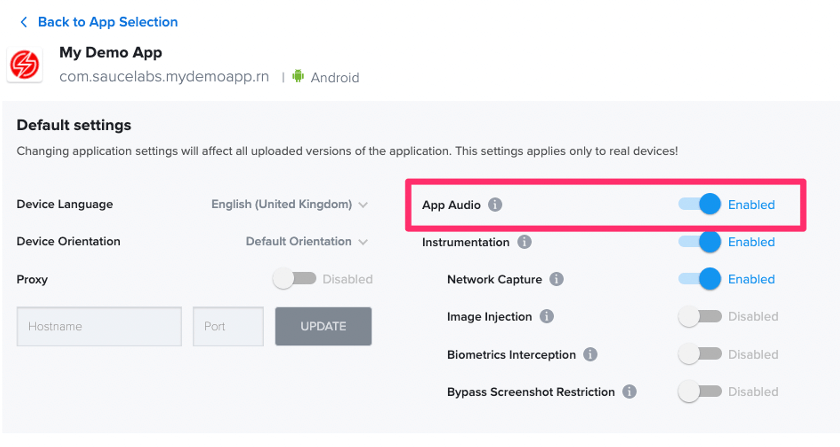 Back to App Selection
My Demo App
com.saucelabs.mydemoapp.rn | Android
Default settings
Changing application settings will affect all uploaded versions of the application. This settings applies only to real devices!
Device Language English (United Kingdom)
Device Orientation Default Orientation
Proxy Disabled
Hostname Port UPDATE
App Audio Enabled
Instrumentation Enabled
Network Capture Enabled
Image Injection Disabled
Biometrics Interception Disabled
Bypass Screenshot Restriction Disabled